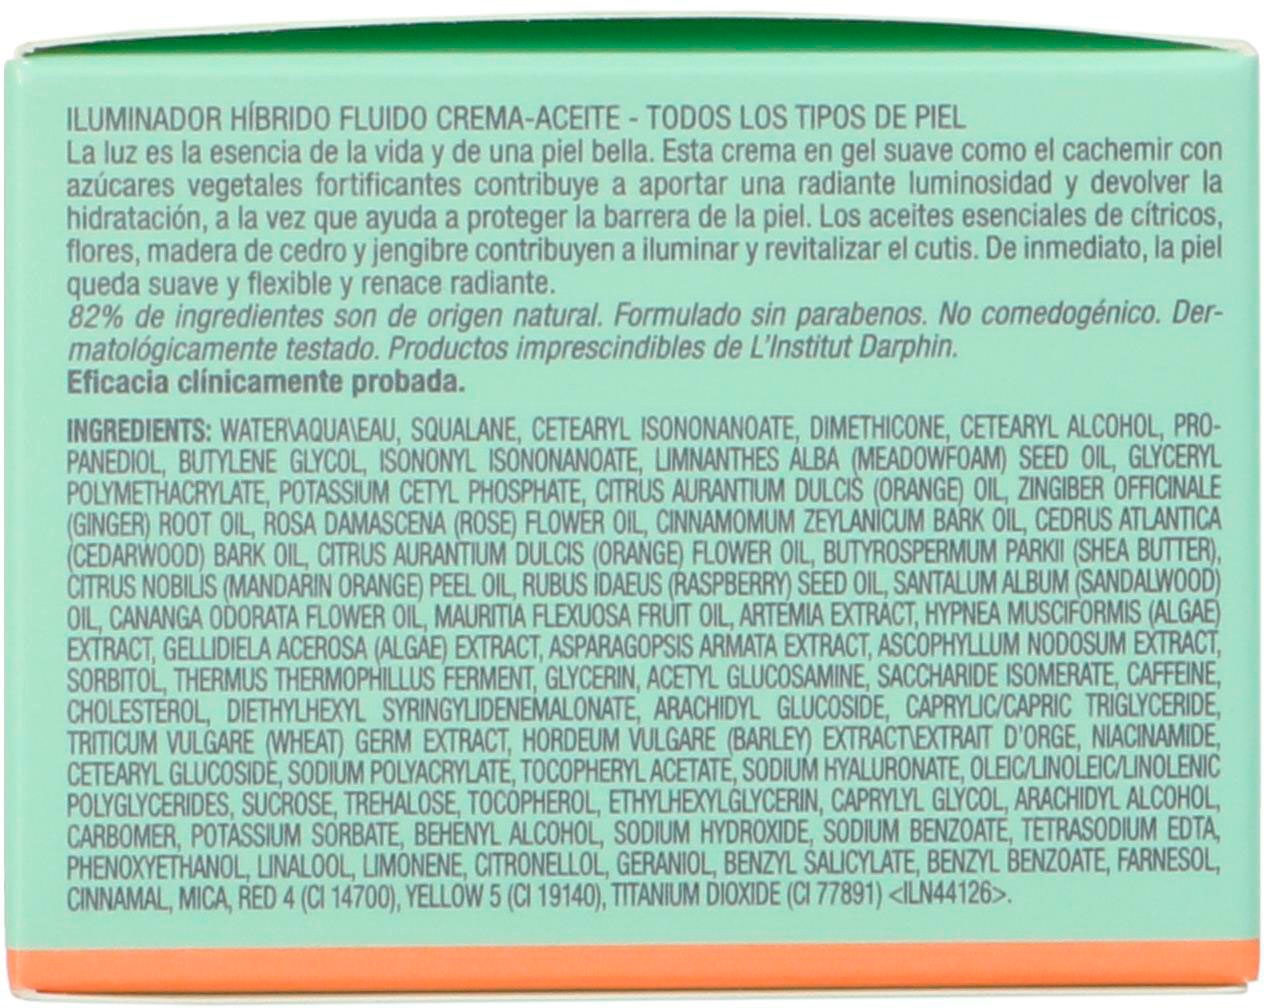 ILUMINADOR HÍBRIDO FLUIDO CREMA-ACEITE - TODOS LOS TIPOS DE PIEL
La luz es la esencia de la vida y de una piel bella. Esta crema en gel suave como el cachemir con
azúcares vegetales fortificantes contribuye a aportar una radiante luminosidad y devolver la
hidratación, a la vez que ayuda a proteger la barrera de la piel. Los aceites esenciales de cítricos,
flores, madera de cedro y jengibre contribuyen a iluminar y revitalizar el cutis. De inmediato, la piel
queda suave y flexible y renace radiante.
82% de ingredientes son de origen natural. Formulado sin parabenos. No comedogénico. Der-
matológicamente testado. Productos imprescindibles de L'Institut Darphin.
Eficacia clínicamente probada.
INGREDIENTS: WATER\AQUA\EAU, SQUALANE, CETEARYL ISONONANOATE, DIMETHICONE, CETEARYL ALCOHOL, PRO-
PANEDIOL, BUTYLENE GLYCOL, ISONONYL ISONONANOATE, LIMNANTHES ALBA (MEADOWFOAM) SEED OIL, GLYCERYL
POLYMETHACRYLATE, POTASSIUM CETYL PHOSPHATE, CITRUS AURANTIUM DULCIS (ORANGE) OIL, ZINGIBER OFFICINALE
(GINGER) ROOT OIL, ROSA DAMASCENA (ROSE) FLOWER OIL, CINNAMOMUM ZEYLANICUM BARK OIL, CEDRUS ATLANTICA
(CEDARWOOD) BARK OIL, CITRUS AURANTIUM DULCIS (ORANGE) FLOWER OIL, BUTYROSPERMUM PARKII (SHEA BUTTER),
CITRUS NOBILIS (MANDARIN ORANGE) PEEL OIL, RUBUS IDAEUS (RASPBERRY) SEED OIL, SANTALUM ALBUM (SANDALWOOD)
OIL, CANANGA ODORATA FLOWER OIL, MAURITIA FLEXUOSA FRUIT OIL, ARTEMIA EXTRACT, HYPNEA MUSCIFORMIS (ALGAE)
EXTRACT, GELLIDIELA ACEROSA (ALGAE) EXTRACT, ASPARAGOPSIS ARMATA EXTRACT, ASCOPHYLLUM NODOSUM EXTRACT,
SORBITOL, THERMUS THERMOPHILLUS FERMENT, GLYCERIN, ACETYL GLUCOSAMINE, SACCHARIDE ISOMERATE, CAFFEINE,
CHOLESTEROL, DIETHYLHEXYL SYRINGYLIDENEMALONATE, ARACHIDYL GLUCOSIDE, CAPRYLIC/CAPRIC TRIGLYCERIDE,
TRITICUM VULGARE (WHEAT) GERM EXTRACT, HORDEUM VULGARE (BARLEY) EXTRACT\EXTRAIT D'ORGE, NIACINAMIDE,
CETEARYL GLUCOSIDE, SODIUM POLYACRYLATE, TOCOPHERYL ACETATE, SODIUM HYALURONATE, OLEIC/LINOLEIC/LINOLENIC
POLYGLYCERIDES, SUCROSE, TREHALOSE, TOCOPHEROL, ETHYLHEXYLGLYCERIN, CAPRYLYL GLYCOL, ARACHIDYL ALCOHOL,
CARBOMER, POTASSIUM SORBATE, BEHENYL ALCOHOL, SODIUM HYDROXIDE, SODIUM BENZOATE, TETRASODIUM EDTA,
PHENOXYETHANOL, LINALOOL, LIMONENE, CITRONELLOL, GERANIOL, BENZYL SALICYLATE, BENZYL BENZOATE, FARNESOL,
CINNAMAL, MICA, RED 4 (CI 14700), YELLOW 5 (CI 19140), TITANIUM DIOXIDE (CI 77891) <ILN44126>.